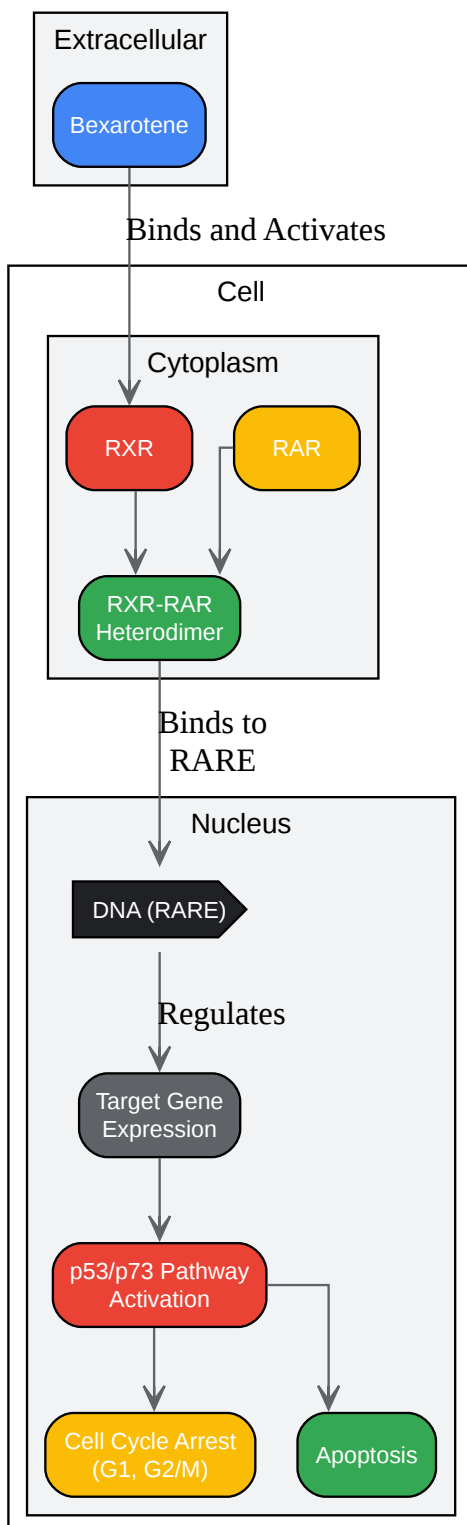 Extracellular
Bexarotene
Binds and Activates
Cell
Cytoplasm
RXR
RAR
RXR-RAR
Heterodimer
Binds to
RARE
Nucleus
DNA (RARE)
Regulates
Target Gene
Expression
p53/p73 Pathway
Activation
Cell Cycle Arrest
(G1, G2/M)
Apoptosis